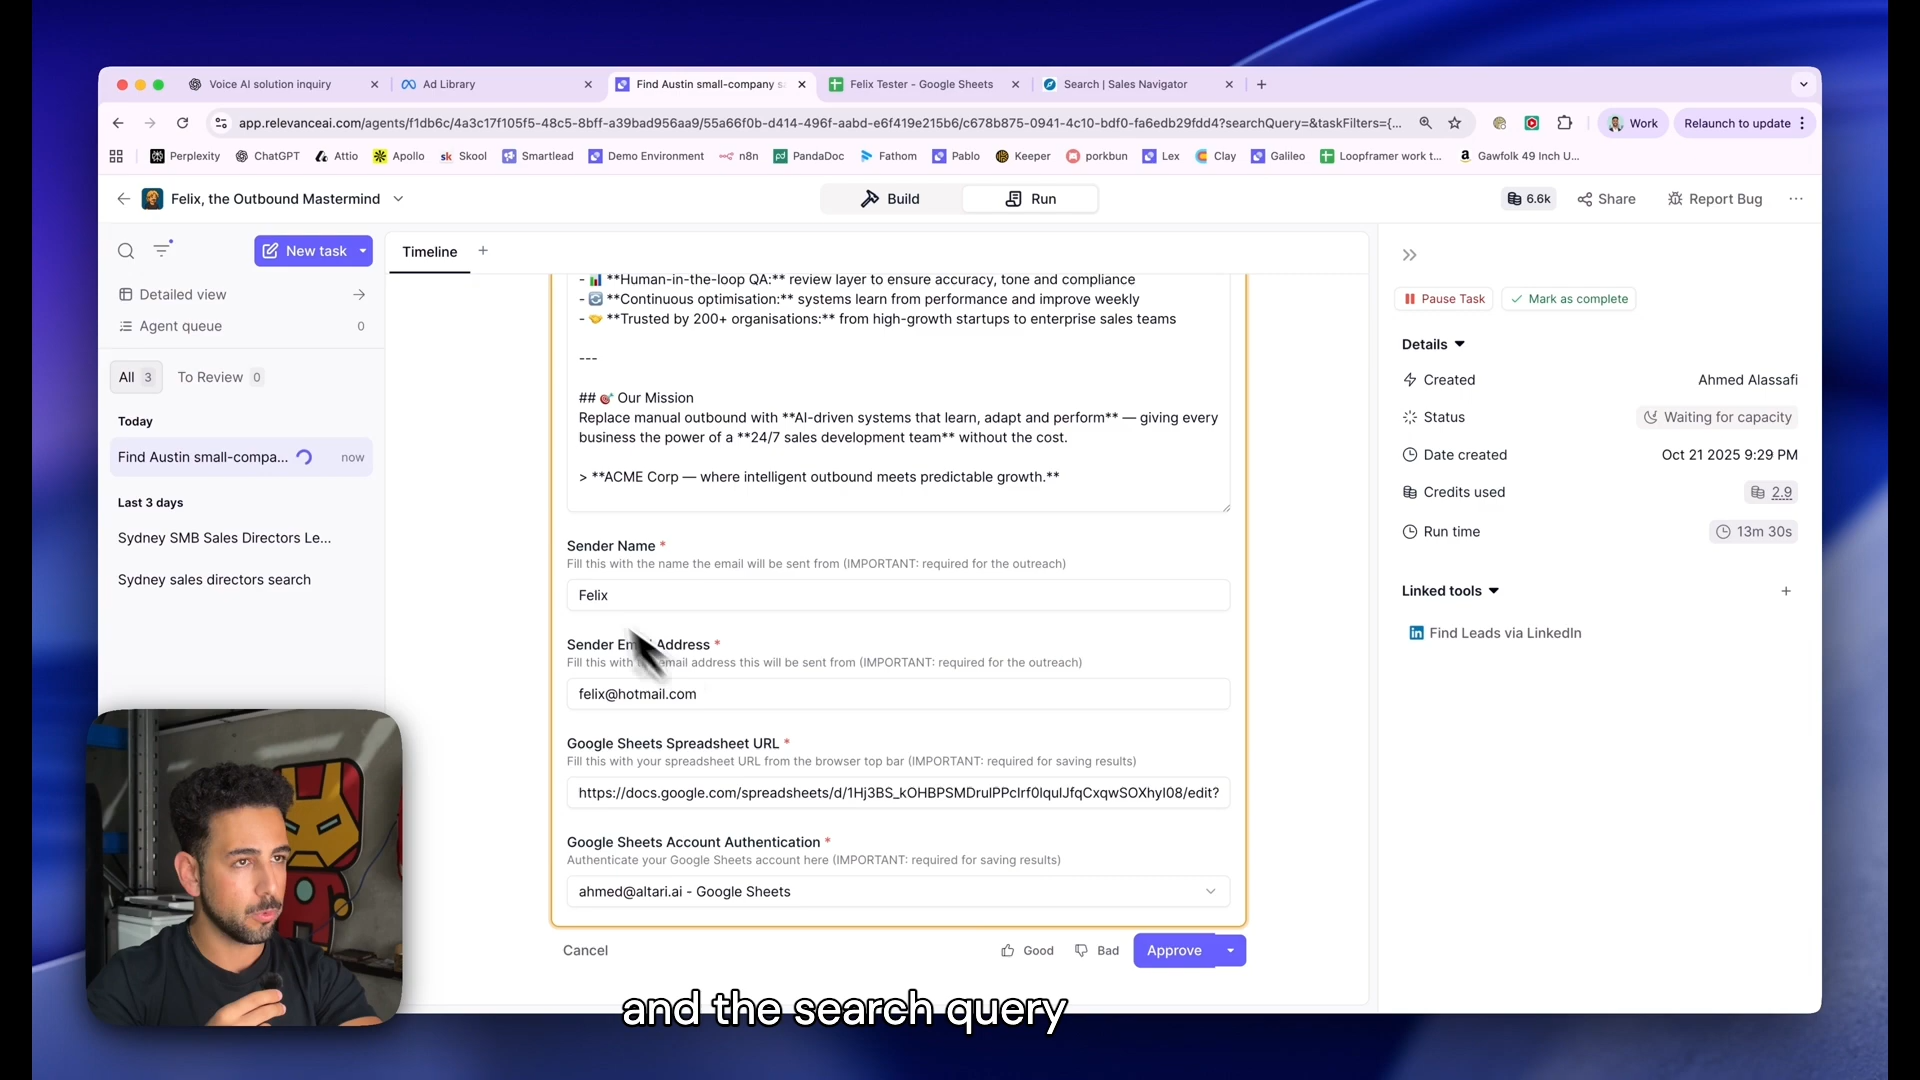 Voice AI solution inquiry
Ad Library
Find Austin small-company s
Felix Tester - Google Sheets
Search | Sales Navigator
app.relevanceai.com/agents/f1db6c/4a3c17f105f5-48c5-8bff-a39bad956aa9/55a66f0b-d414-496f-aabd-e6f419e215b6/c678b875-0941-4c10-bdf0-fa6edb29fdd4?searchQuery=&taskFilters={...
Work
Relaunch to update
Perplexity
ChatGPT
Attio
Apollo
sk Skool
Smartlead
Demo Environment
n8n
PandaDoc
Fathom
Pablo
Keeper
porkbun
Lex
Clay
Galileo
Loopframer work t...
Gawfolk 49 Inch U...
Felix, the Outbound Mastermind
Build
Run
6.6k
Share
Report Bug
New task
Detailed view
Agent queue 0
All 3
To Review 0
Today
Find Austin small-compa... now
Last 3 days
Sydney SMB Sales Directors Le...
Sydney sales directors search
Timeline
- 📊 **Human-in-the-loop QA:** review layer to ensure accuracy, tone and compliance
- 🔄 **Continuous optimisation:** systems learn from performance and improve weekly
- 🤝 **Trusted by 200+ organisations:** from high-growth startups to enterprise sales teams
---
## 🎯 Our Mission
Replace manual outbound with **AI-driven systems that learn, adapt and perform** — giving every
business the power of a **24/7 sales development team** without the cost.
> **ACME Corp — where intelligent outbound meets predictable growth.**
Sender Name *
Fill this with the name the email will be sent from (IMPORTANT: required for the outreach)
Felix
Sender Address *
Fill this with email address this will be sent from (IMPORTANT: required for the outreach)
felix@hotmail.com
Google Sheets Spreadsheet URL *
Fill this with your spreadsheet URL from the browser top bar (IMPORTANT: required for saving results)
https://docs.google.com/spreadsheets/d/1Hj3BS_kOHBPSMDrulPPcIrf0lqulJfqCxqwSOXhyI08/edit?
Google Sheets Account Authentication *
Authenticate your Google Sheets account here (IMPORTANT: required for saving results)
ahmed@altari.ai - Google Sheets
Cancel
Good
Bad
Approve
Pause Task
Mark as complete
Details
Created Ahmed Alassafi
Status Waiting for capacity
Date created Oct 21 2025 9:29 PM
Credits used 2.9
Run time 13m 30s
Linked tools
Find Leads via LinkedIn
and the search query